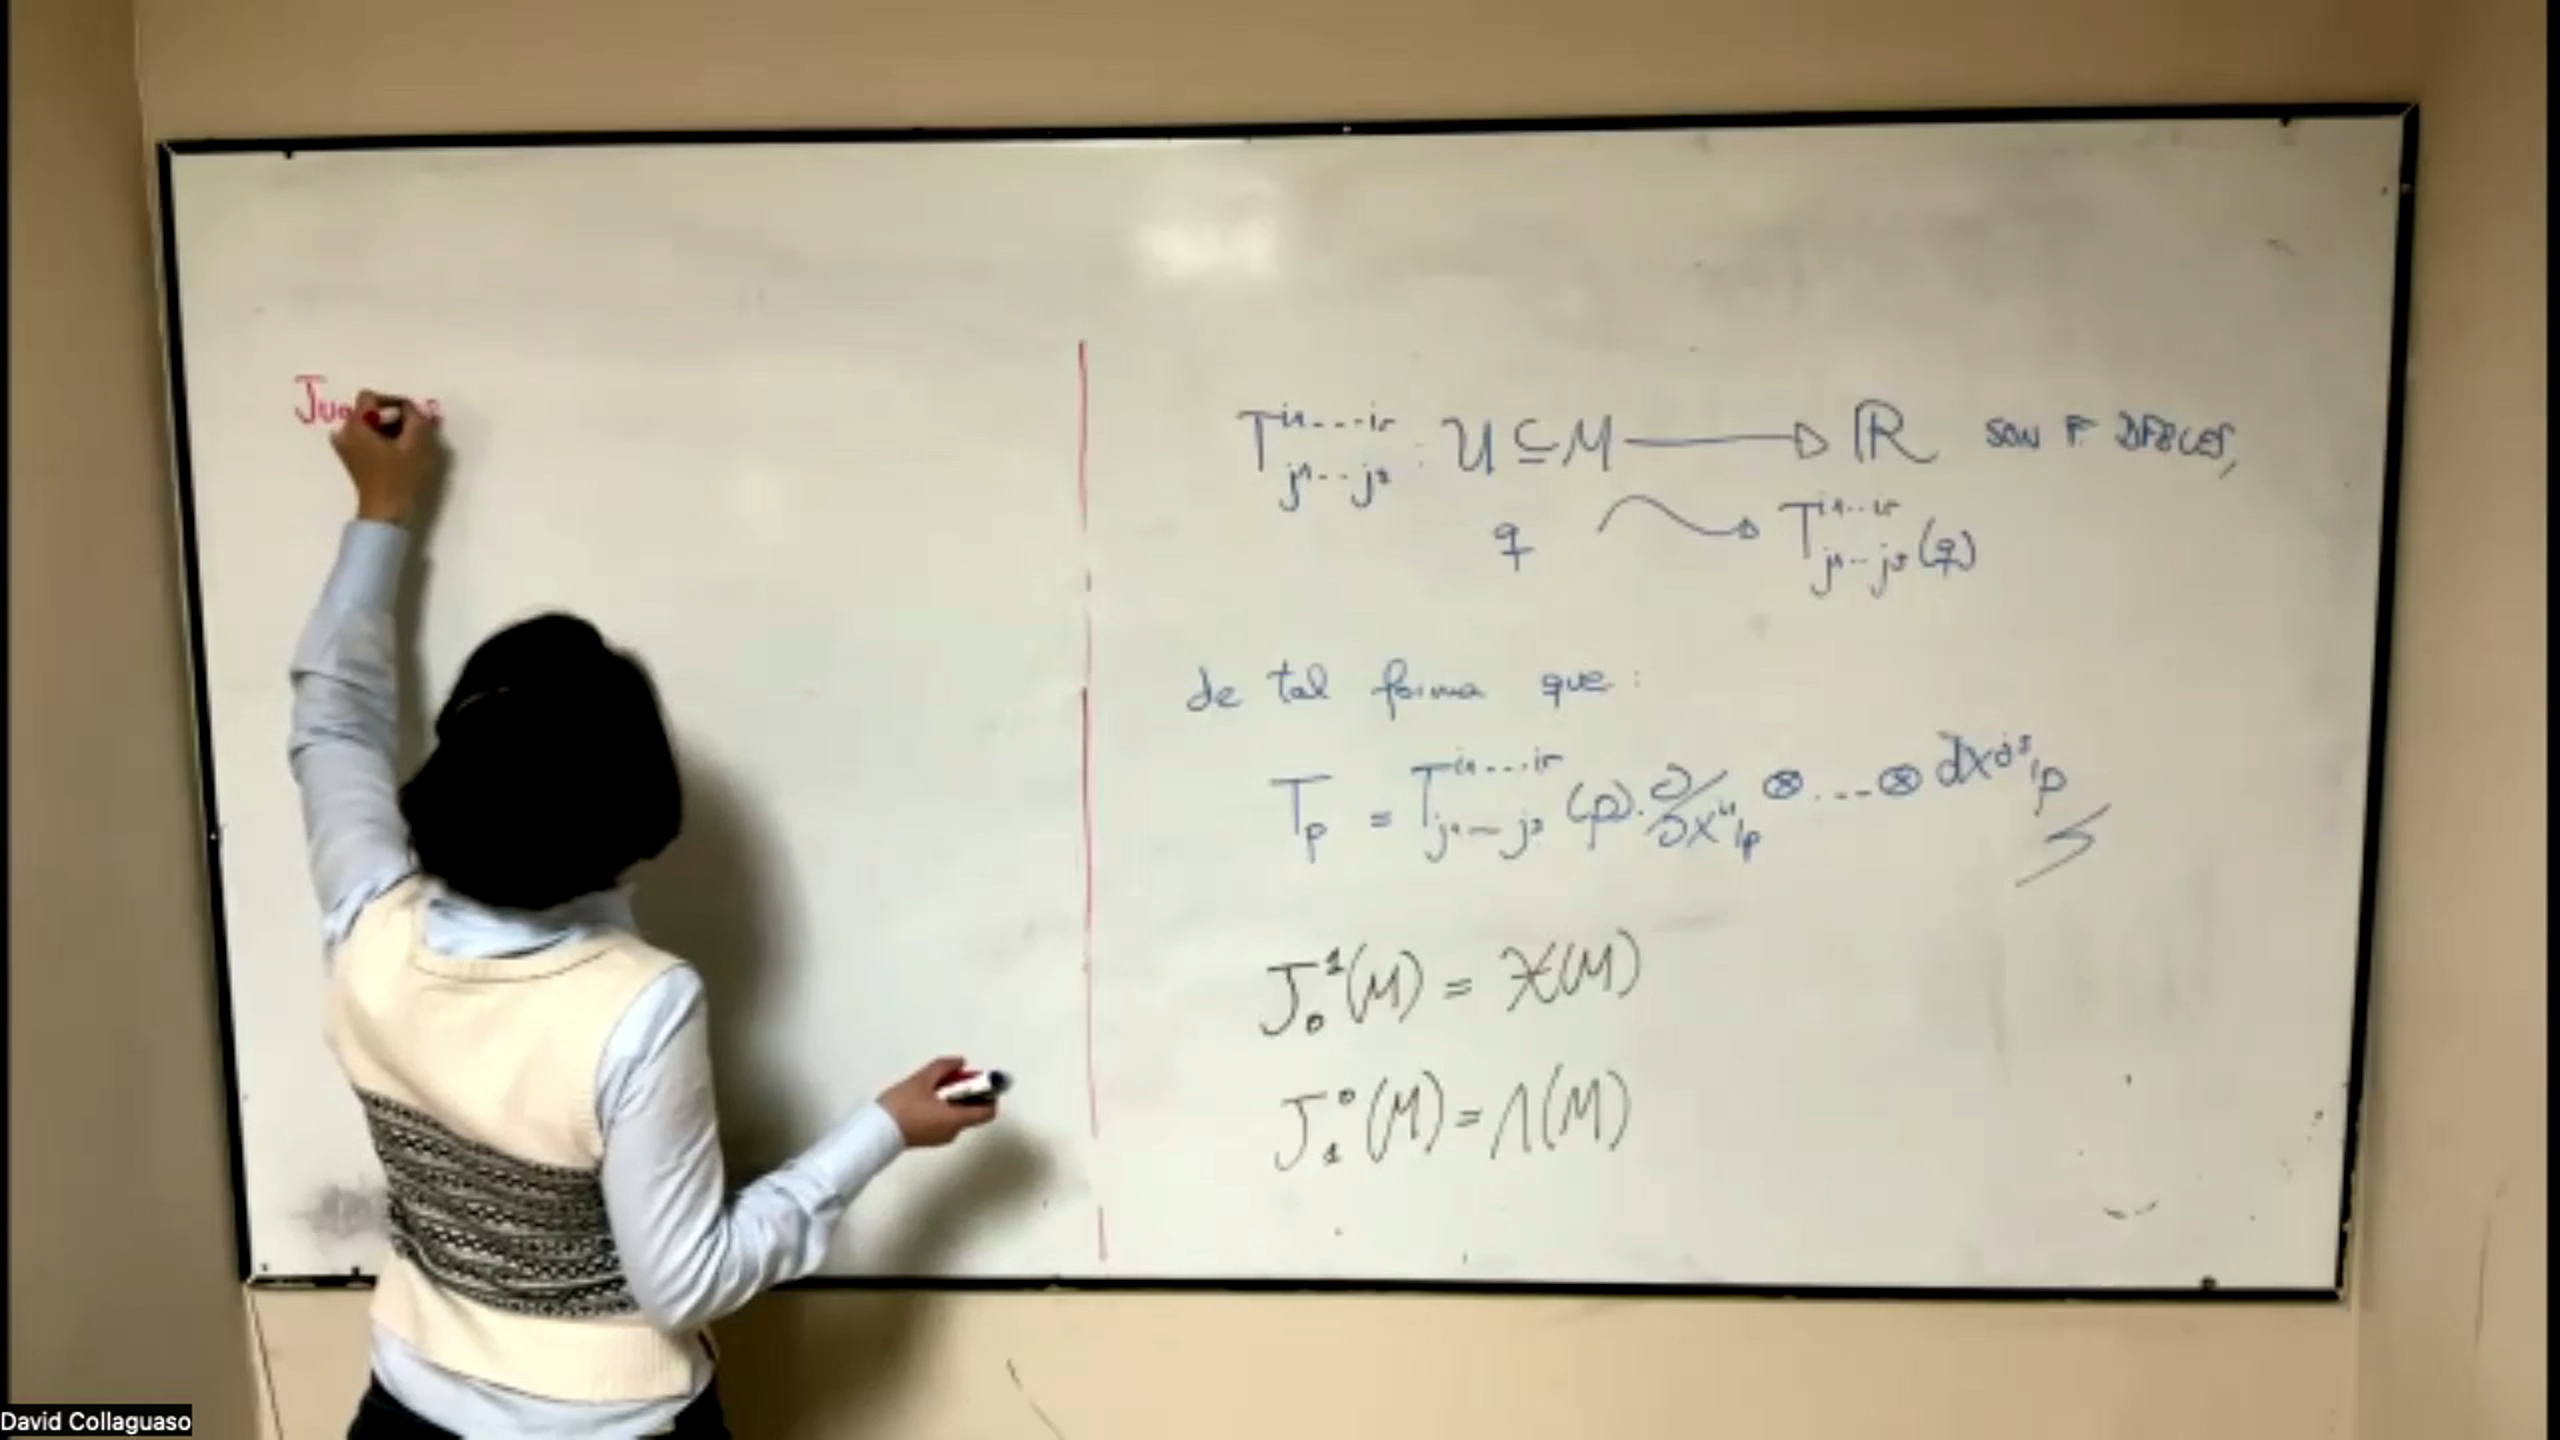 T^{i1...ir}_{j1...js} : U ⊆ M ⟶ ℝ SON F. DIFBLES,
q ⟿ T^{i1...ir}_{j1...js}(q)
de tal forma que:
T_p = T^{i1...ir}_{j1...js}(p)·∂/∂x^{i1}|_p ⊗...⊗ dx^{js}|_p
J^1_0(M) = 𝒳(M)
J^0_1(M) = Λ(M)
David Collaguaso